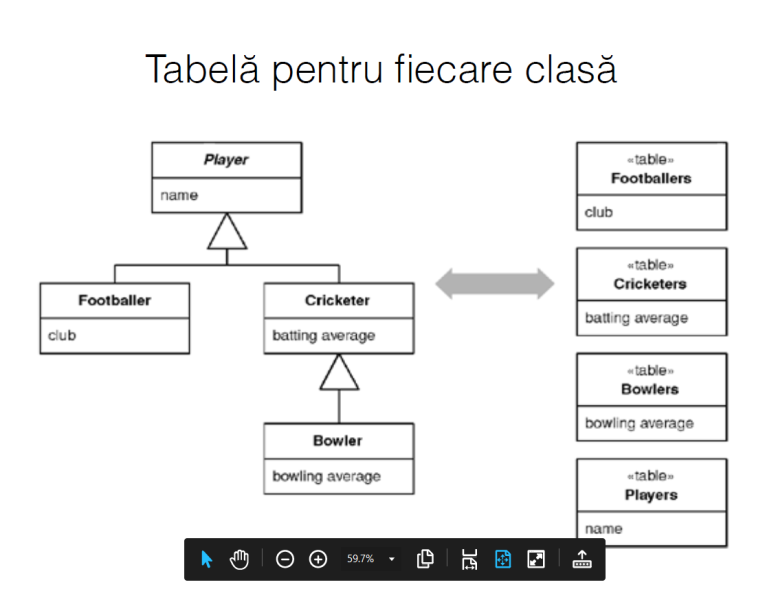 Tabelă pentru fiecare clasă
Player
name
Footballer
club
Cricketer
batting average
Bowler
bowling average
«table»
Footballers
club
«table»
Cricketers
batting average
«table»
Bowlers
bowling average
«table»
Players
name
59.7%